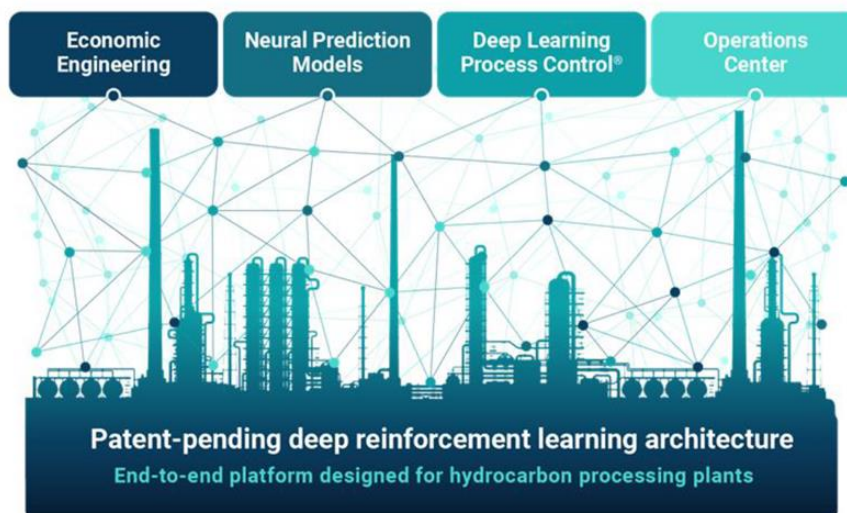 Economic
Engineering
Neural Prediction
Models
Deep Learning
Process Control®
Operations
Center
Patent-pending deep reinforcement learning architecture
End-to-end platform designed for hydrocarbon processing plants